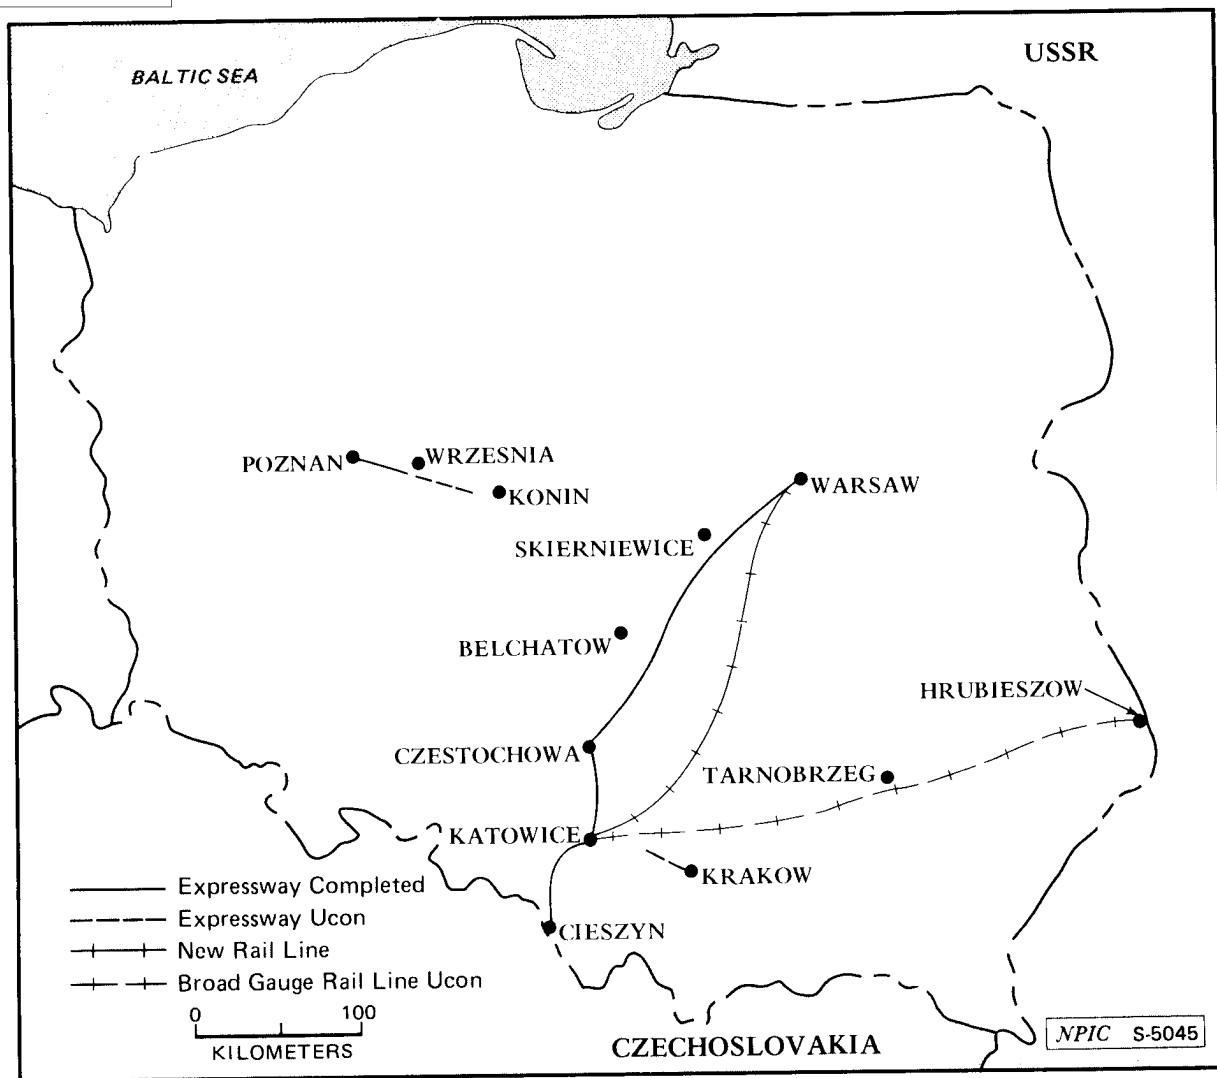 USSR
BALTIC SEA
POZNAN
WRZESNIA
KONIN
WARSAW
SKIERNIEWICE
BELCHATOW
HRUBIESZOW
CZESTOCHOWA
TARNOBRZEG
KATOWICE
KRAKOW
CIESZYN
Expressway Completed
Expressway Ucon
New Rail Line
Broad Gauge Rail Line Ucon
0 100
KILOMETERS
CZECHOSLOVAKIA
NPIC S-5045